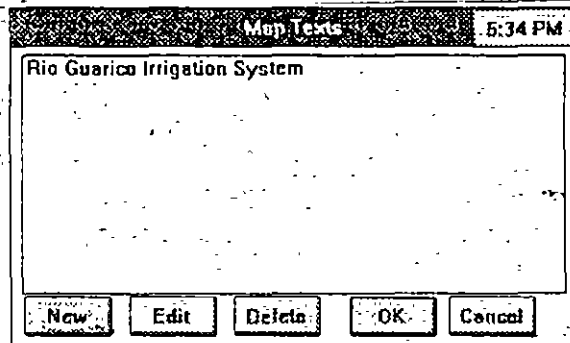 Map Texts 5:34 PM
Rio Guarico Irrigation System
New Edit Delete OK Cancel